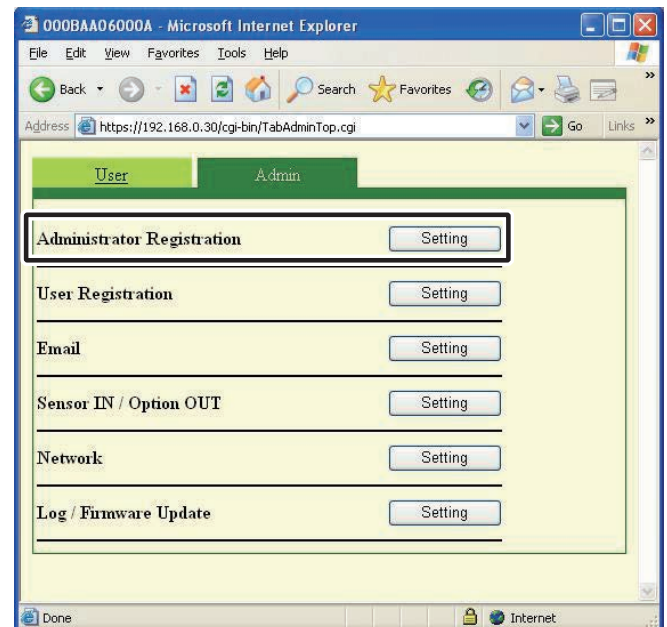 000BAA06000A - Microsoft Internet Explorer
File Edit View Favorites Tools Help
Back Search Favorites »
Address https://192.168.0.30/cgi-bin/TabAdminTop.cgi Go Links »
User Admin
Administrator Registration Setting
User Registration Setting
Email Setting
Sensor IN / Option OUT Setting
Network Setting
Log / Firmware Update Setting
Done Internet